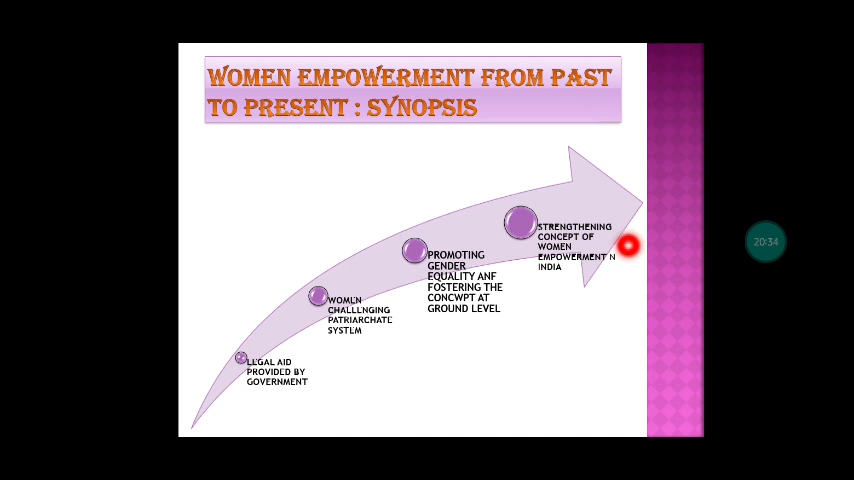 WOMEN EMPOWERMENT FROM PAST
TO PRESENT : SYNOPSIS
STRENGTHENING
CONCEPT OF
WOMEN
EMPOWERMENT N
INDIA
PROMOTING
GENDER
EQUALITY ANF
FOSTERING THE
CONCWPT AT
GROUND LEVEL
WOMEN
CHALLENGING
PATRIARCHATE
SYSTEM
LEGAL AID
PROVIDED BY
GOVERNMENT
20:34